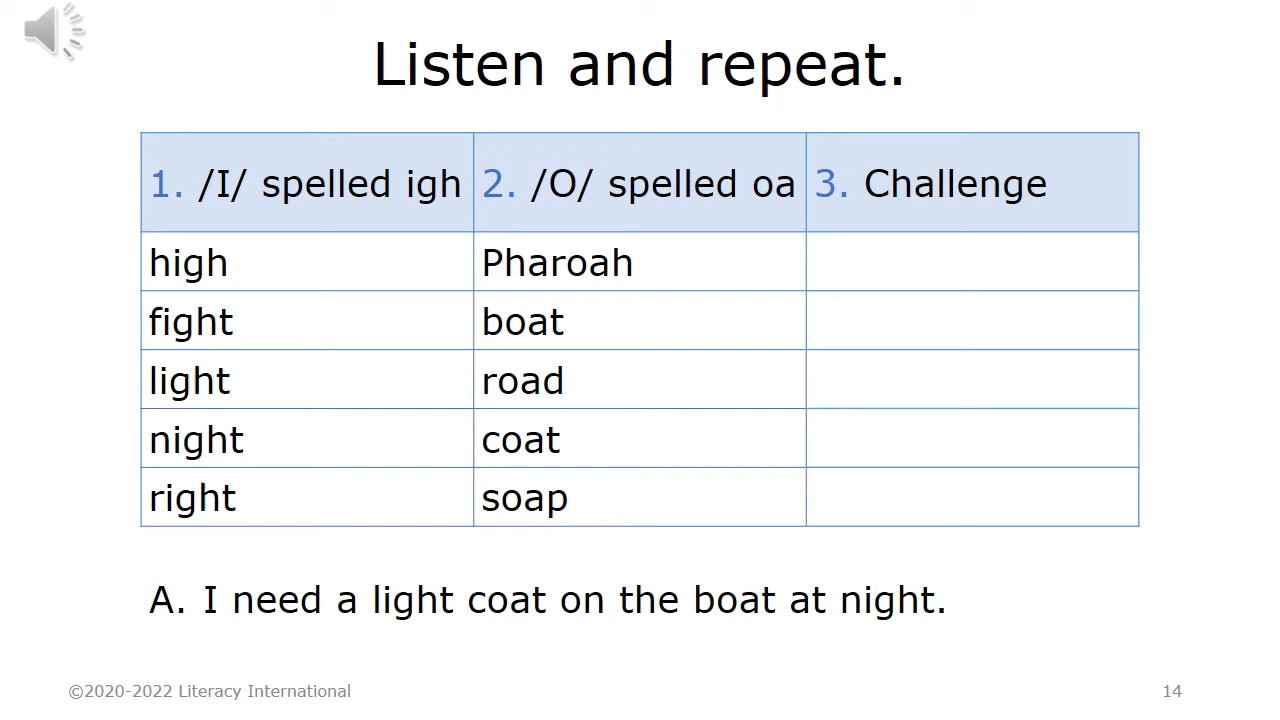 Listen and repeat.
1. /I/ spelled igh 2. /O/ spelled oa 3. Challenge
high Pharoah
fight boat
light road
night coat
right soap
A. I need a light coat on the boat at night.
©2020-2022 Literacy International 14